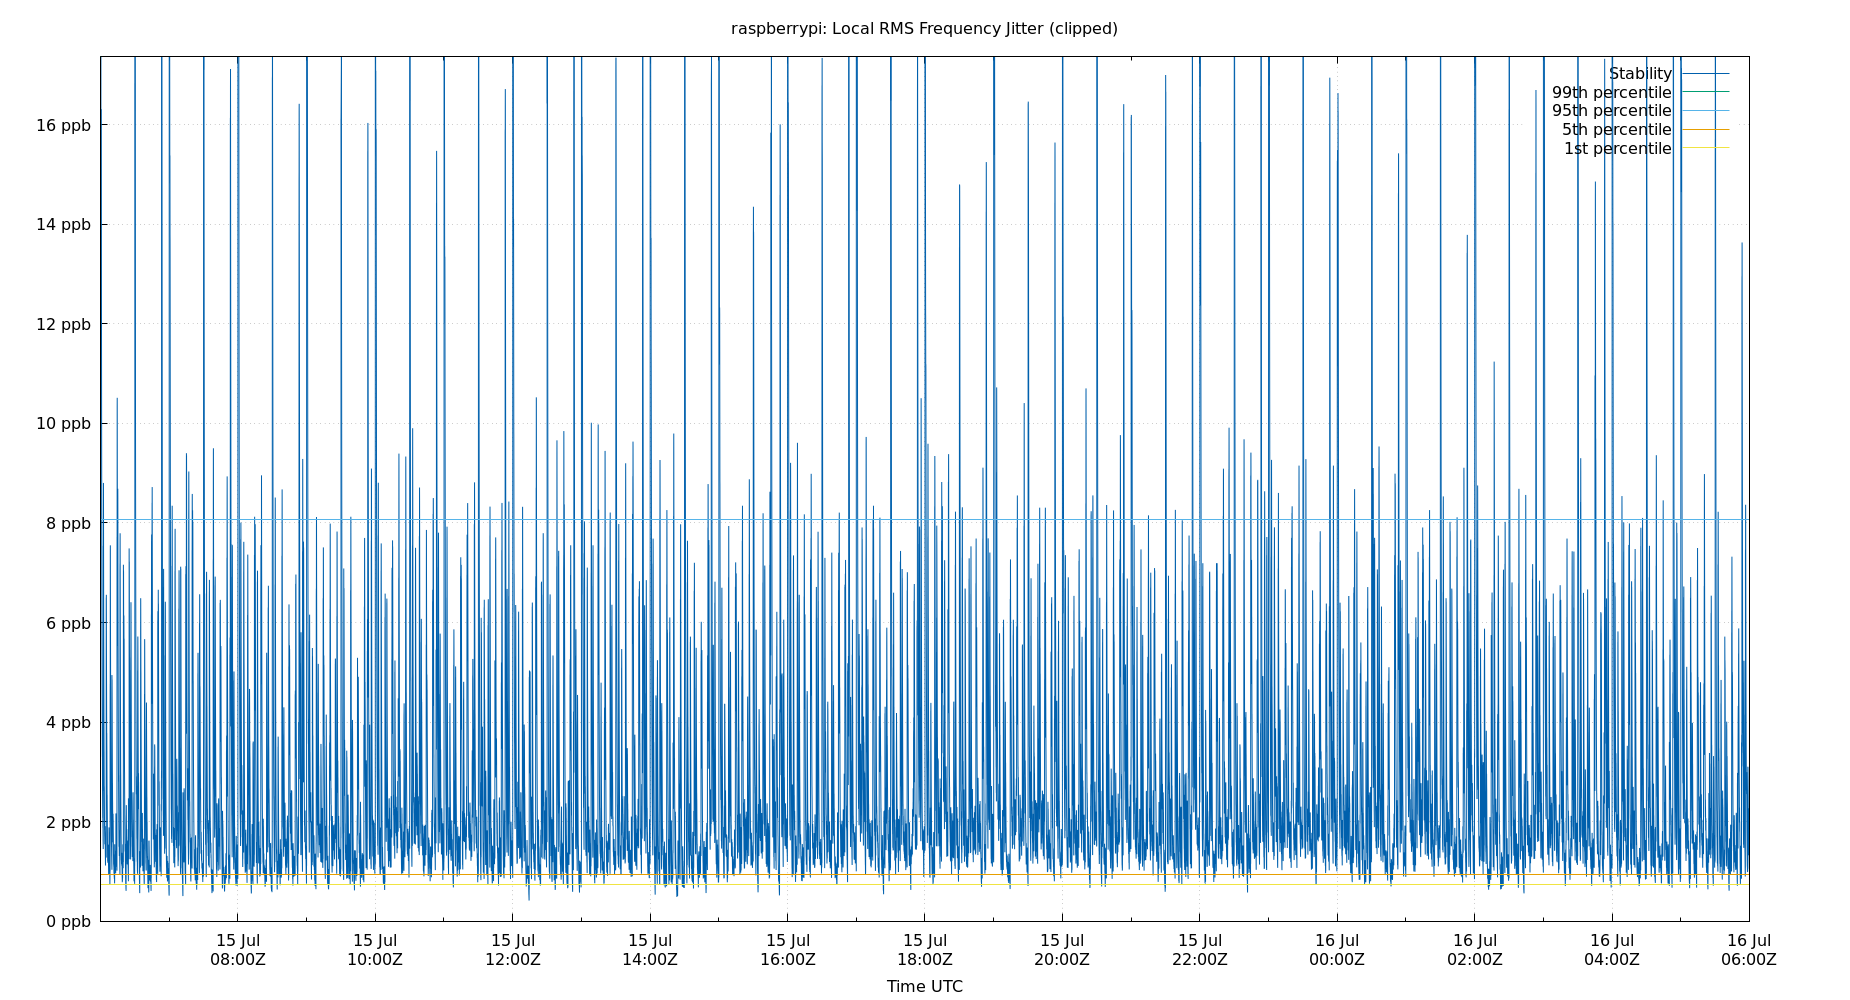 raspberrypi: Local RMS Frequency Jitter (clipped)
Stability
99th percentile
95th percentile
5th percentile
1st percentile
16 ppb
14 ppb
12 ppb
10 ppb
8 ppb
6 ppb
4 ppb
2 ppb
0 ppb
15 Jul 15 Jul 15 Jul 15 Jul 15 Jul 15 Jul 15 Jul 15 Jul 16 Jul 16 Jul 16 Jul 16 Jul
08:00Z 10:00Z 12:00Z 14:00Z 16:00Z 18:00Z 20:00Z 22:00Z 00:00Z 02:00Z 04:00Z 06:00Z
Time UTC